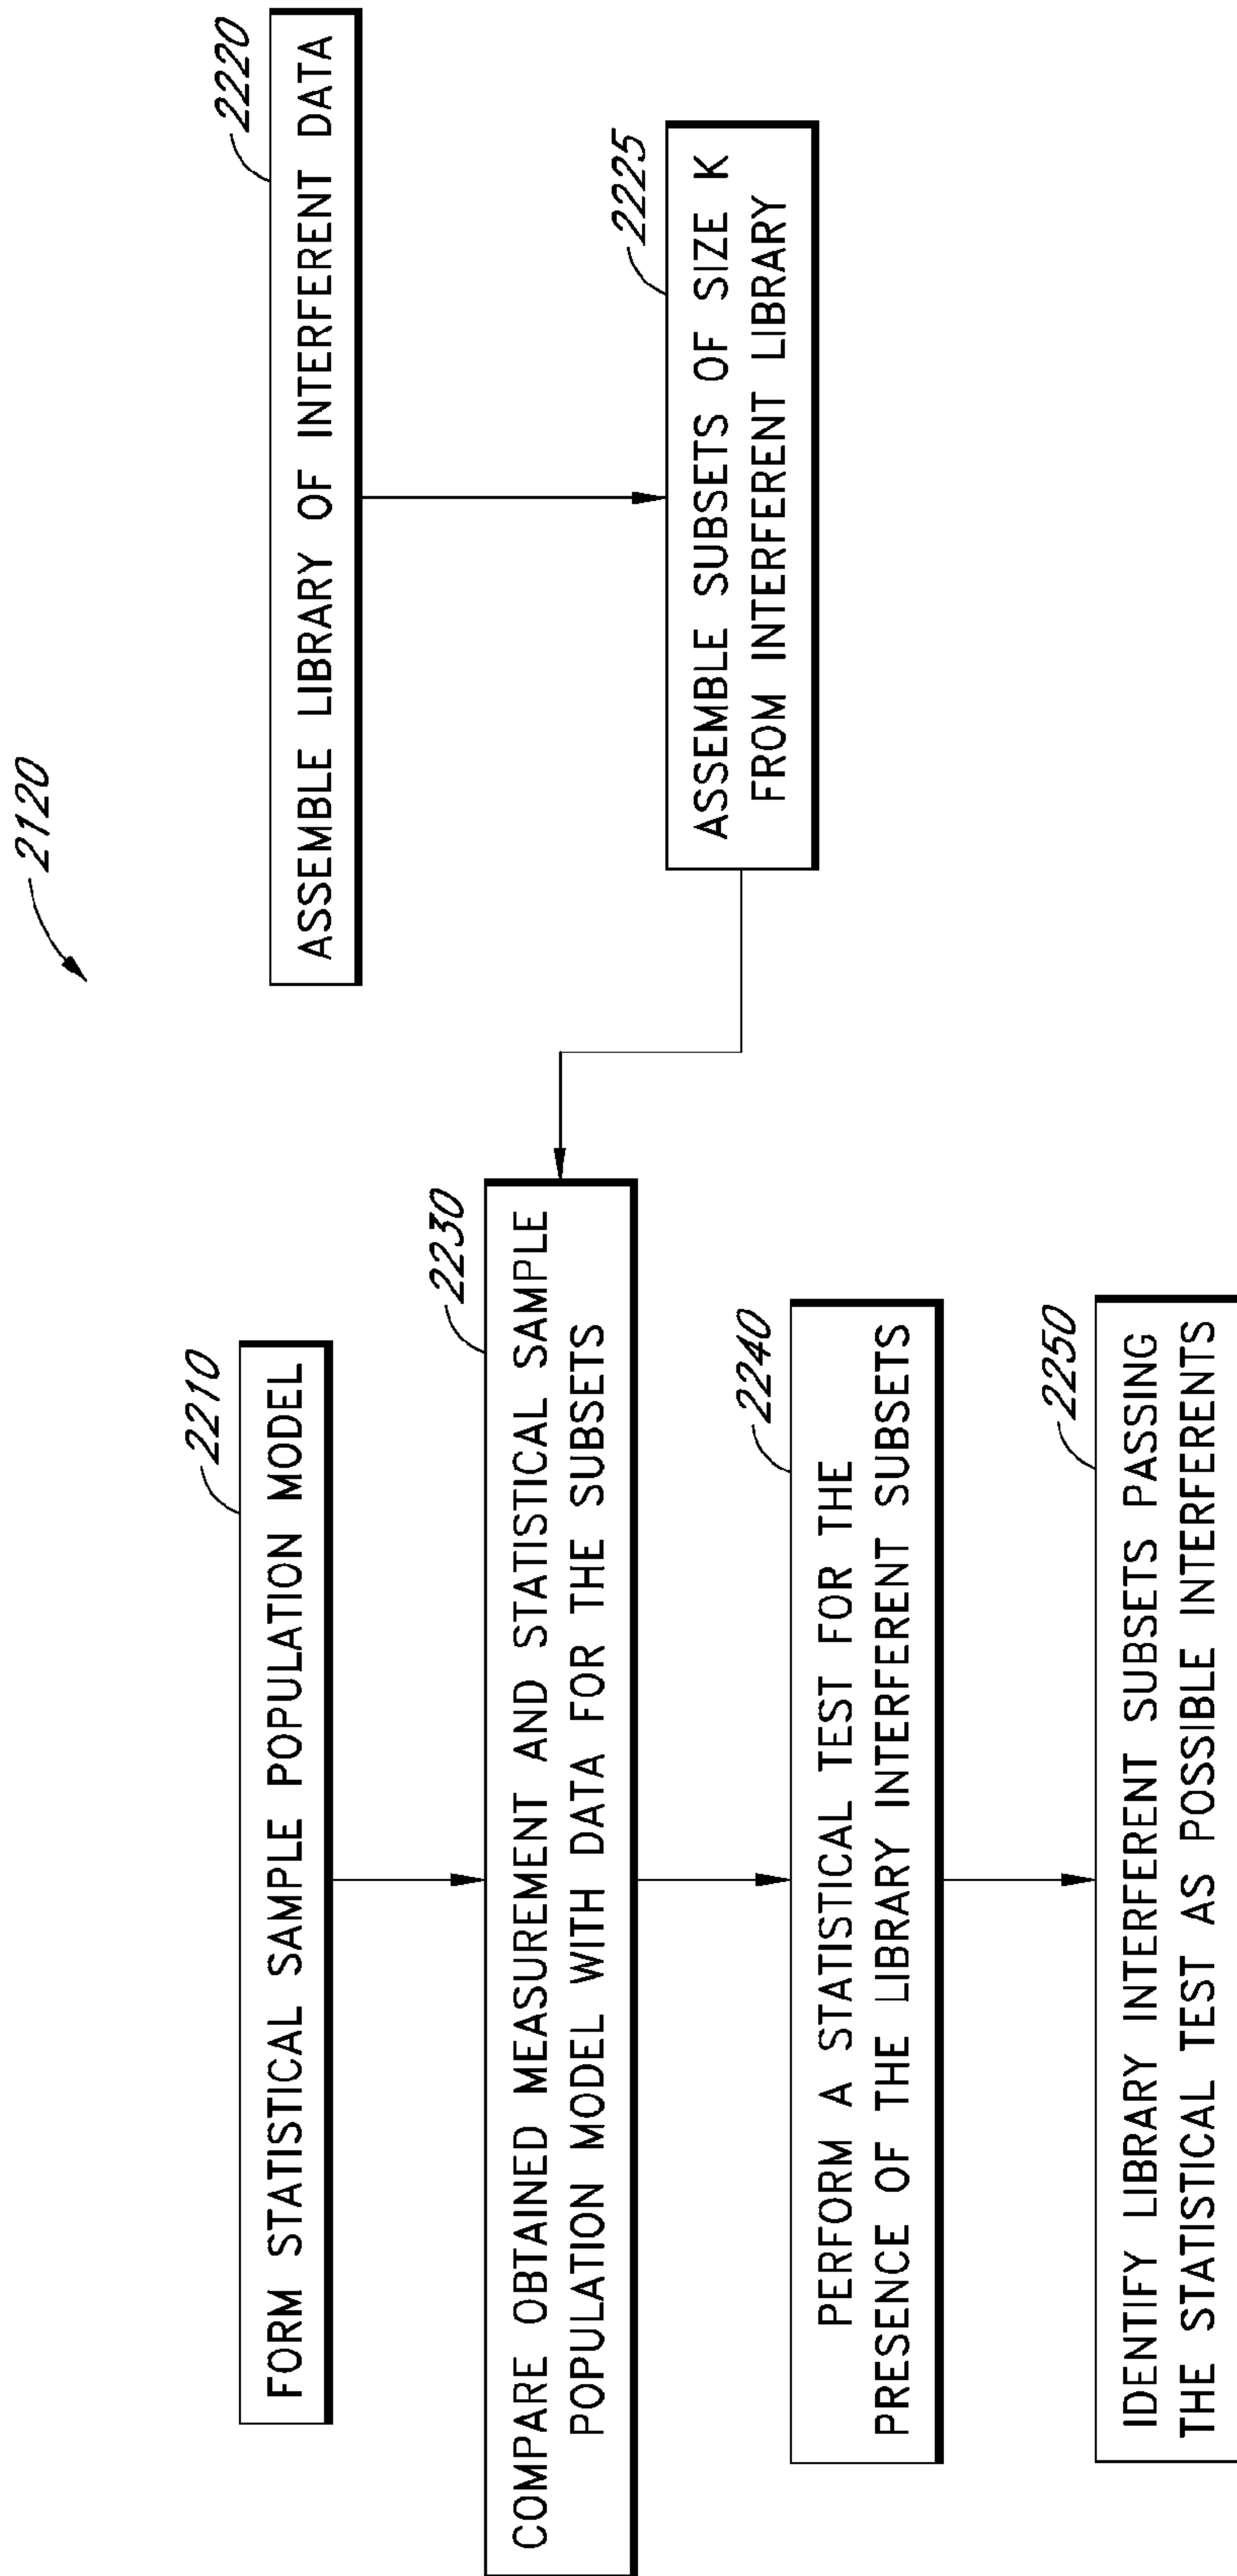 2120
2210
FORM STATISTICAL SAMPLE POPULATION MODEL
2220
ASSEMBLE LIBRARY OF INTERFERENT DATA
2225
ASSEMBLE SUBSETS OF SIZE K
FROM INTERFERENT LIBRARY
2230
COMPARE OBTAINED MEASUREMENT AND STATISTICAL SAMPLE
POPULATION MODEL WITH DATA FOR THE SUBSETS
2240
PERFORM A STATISTICAL TEST FOR THE
PRESENCE OF THE LIBRARY INTERFERENT SUBSETS
2250
IDENTIFY LIBRARY INTERFERENT SUBSETS PASSING
THE STATISTICAL TEST AS POSSIBLE INTERFERENTS